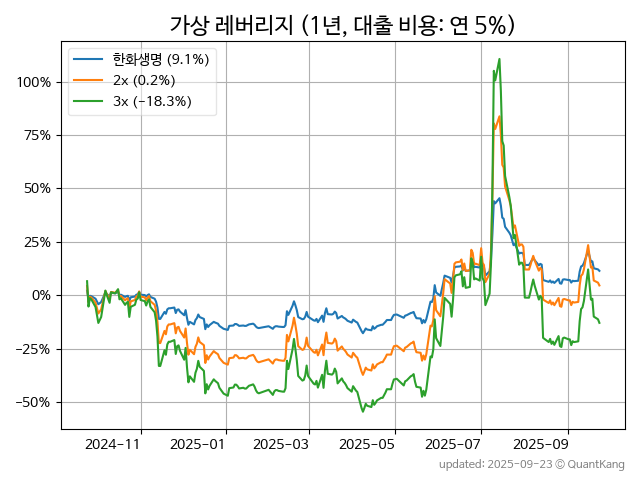 가상 레버리지 (1년, 대출 비용: 연 5%)
한화생명 (9.1%)
2x (0.2%)
3x (−18.3%)
100%
75%
50%
25%
0%
−25%
−50%
2024-11
2025-01
2025-03
2025-05
2025-07
2025-09
updated: 2025-09-23 © QuantKang